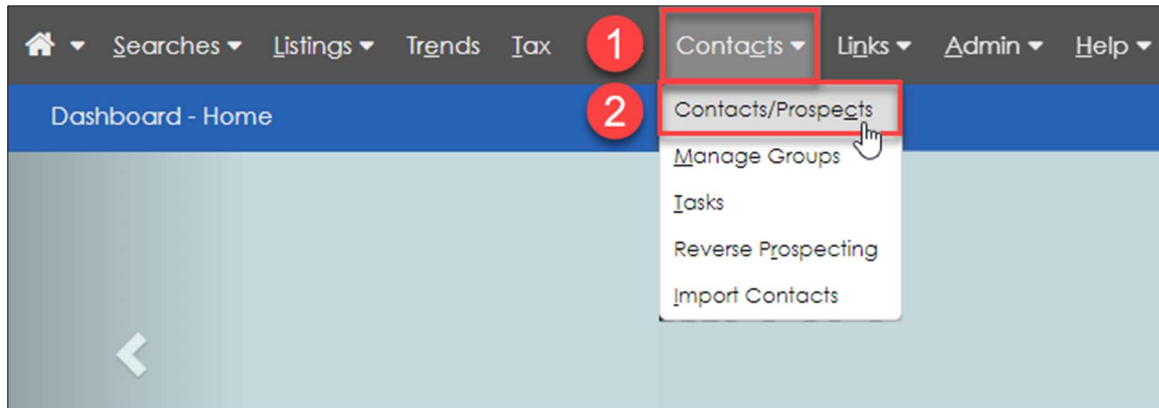 Searches Listings Trends Tax 1 Contacts Links Admin Help
Dashboard - Home 2 Contacts/Prospects
Manage Groups
Tasks
Reverse Prospecting
Import Contacts